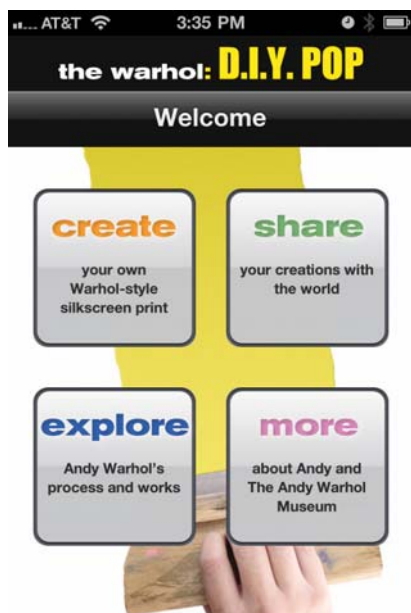 AT&T 3:35 PM
the warhol: D.I.Y. POP
Welcome
create
your own
Warhol-style
silkscreen print
share
your creations with
the world
explore
Andy Warhol's
process and works
more
about Andy and
The Andy Warhol
Museum